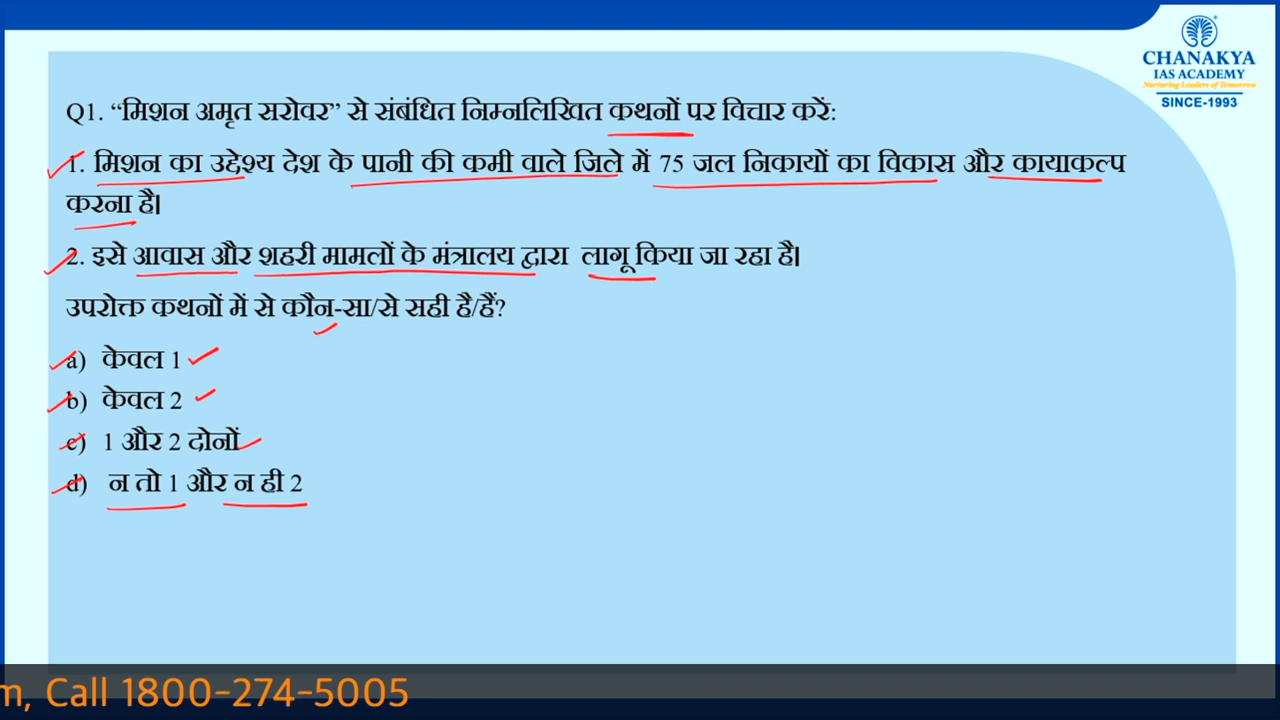 CHANAKYA
IAS ACADEMY
Nurturing Leaders of Tomorrow
SINCE-1993
Q1. “मिशन अमृत सरोवर” से संबंधित निम्नलिखित कथनों पर विचार करें:
1. मिशन का उद्देश्य देश के पानी की कमी वाले जिले में 75 जल निकायों का विकास और कायाकल्प
करना है।
2. इसे आवास और शहरी मामलों के मंत्रालय द्वारा लागू किया जा रहा है।
उपरोक्त कथनों में से कौन-सा/से सही है/हैं?
a) केवल 1
b) केवल 2
c) 1 और 2 दोनों
d) न तो 1 और न ही 2
m, Call 1800-274-5005